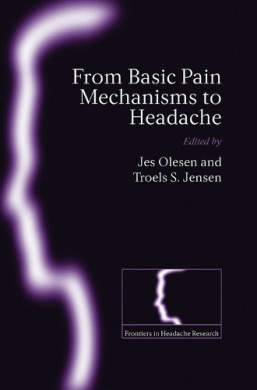 From Basic Pain
Mechanisms to
Headache
Edited by
Jes Olesen and
Troels S. Jensen
Frontiers in Headache Research